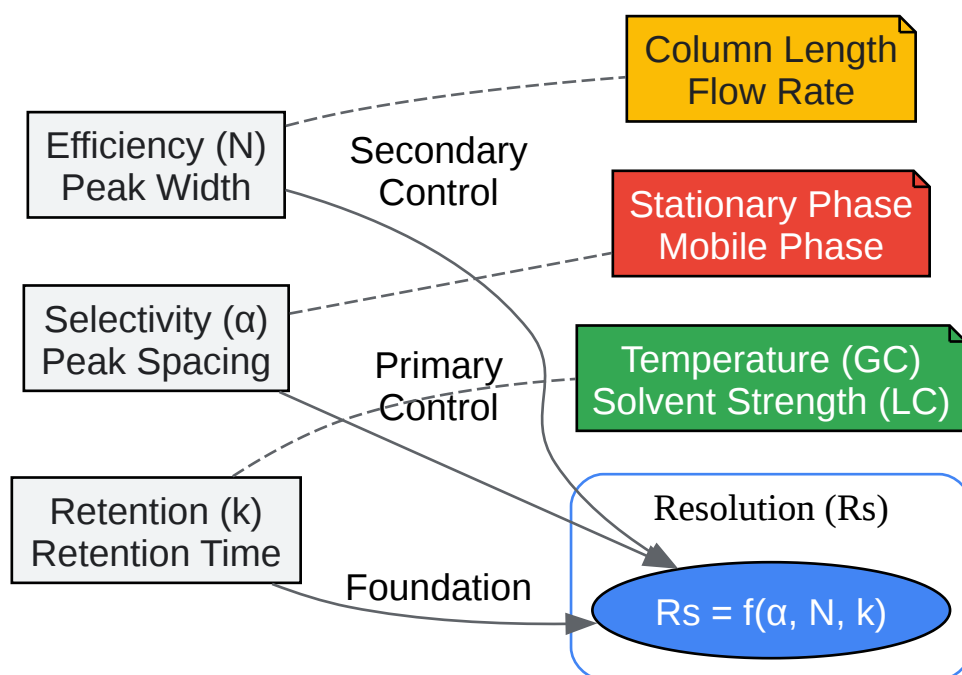 Column Length
Flow Rate
Efficiency (N)
Peak Width
Secondary
Control
Stationary Phase
Mobile Phase
Selectivity (α)
Peak Spacing
Primary
Control
Temperature (GC)
Solvent Strength (LC)
Retention (k)
Retention Time
Resolution (Rs)
Foundation
Rs = f(α, N, k)